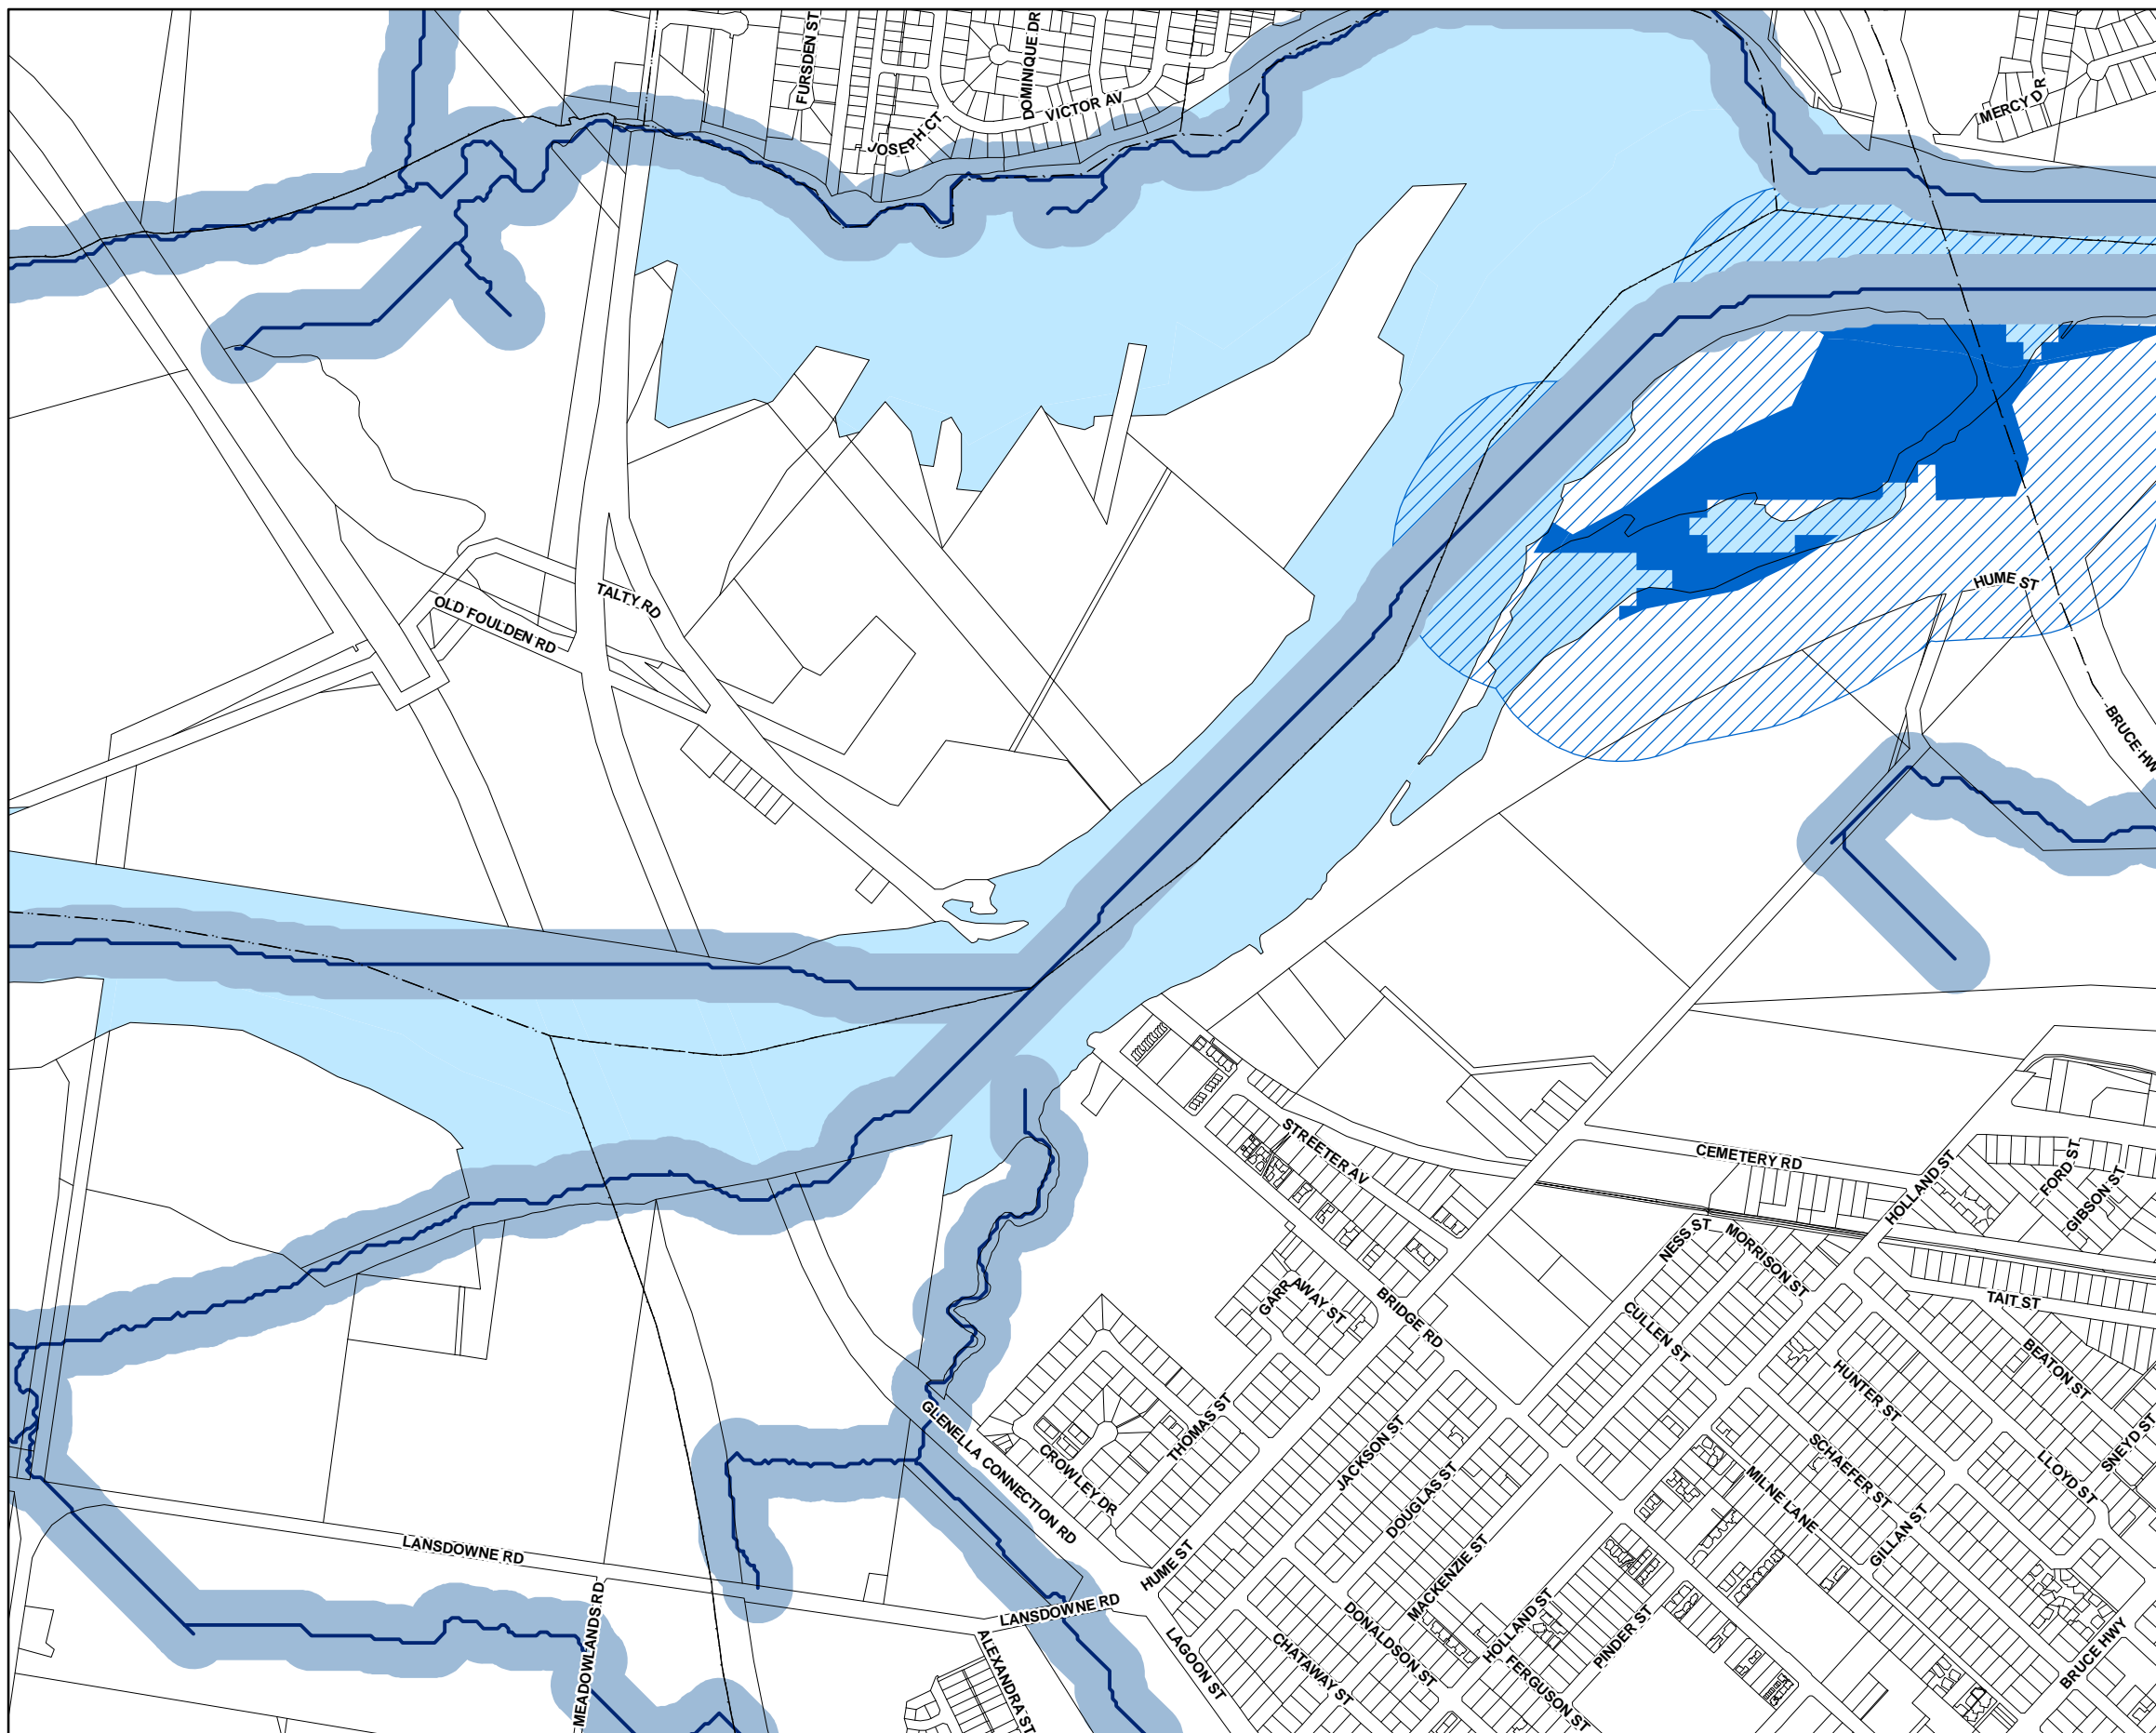 FURSDEN ST
DOMINIQUE DR
VICTOR AV
JOSEPH CT
MERCY DR
HUME ST
TALTY RD
OLD FOULDEN RD
BRUCE HW
STREETER AV
CEMETERY RD
HOLLAND ST
FORD ST
GIBSON ST
NESS ST
MORRISON ST
TAIT ST
GARRAWAY ST
BRIDGE RD
CULLEN ST
BEATON ST
HUNTER ST
THOMAS ST
GLENELLA CONNECTION RD
CROWLEY DR
JACKSON ST
DOUGLAS ST
SCHAEFER ST
SNEYD ST
LLOYD ST
MILNE LANE
GILLAN ST
LANSDOWNE RD
HUME ST
MACKENZIE ST
MEADOWLANDS RD
LANSDOWNE RD
DONALDSON ST
HOLLAND ST
PINDER ST
ALEXANDRA ST
LAGOON ST
CHATAWAY ST
FERGUSON ST
BRUCE HWY